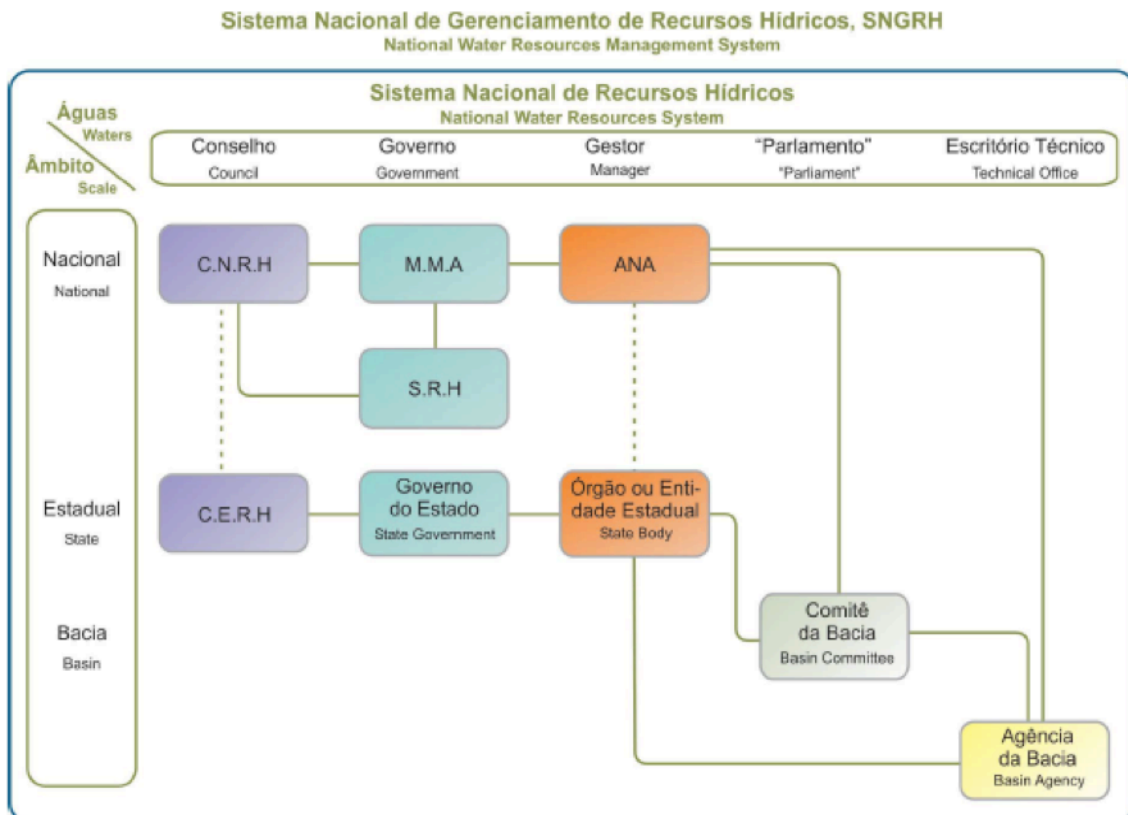 Sistema Nacional de Gerenciamento de Recursos Hídricos, SNGRH
National Water Resources Management System
Sistema Nacional de Recursos Hídricos
National Water Resources System
Águas
Waters
Âmbito
Scale
Conselho
Council
Governo
Government
Gestor
Manager
"Parlamento"
"Parliament"
Escritório Técnico
Technical Office
Nacional
National
C.N.R.H
M.M.A
ANA
S.R.H
Estadual
State
C.E.R.H
Governo
do Estado
State Government
Órgão ou Enti-
dade Estadual
State Body
Bacia
Basin
Comitê
da Bacia
Basin Committee
Agência
da Bacia
Basin Agency